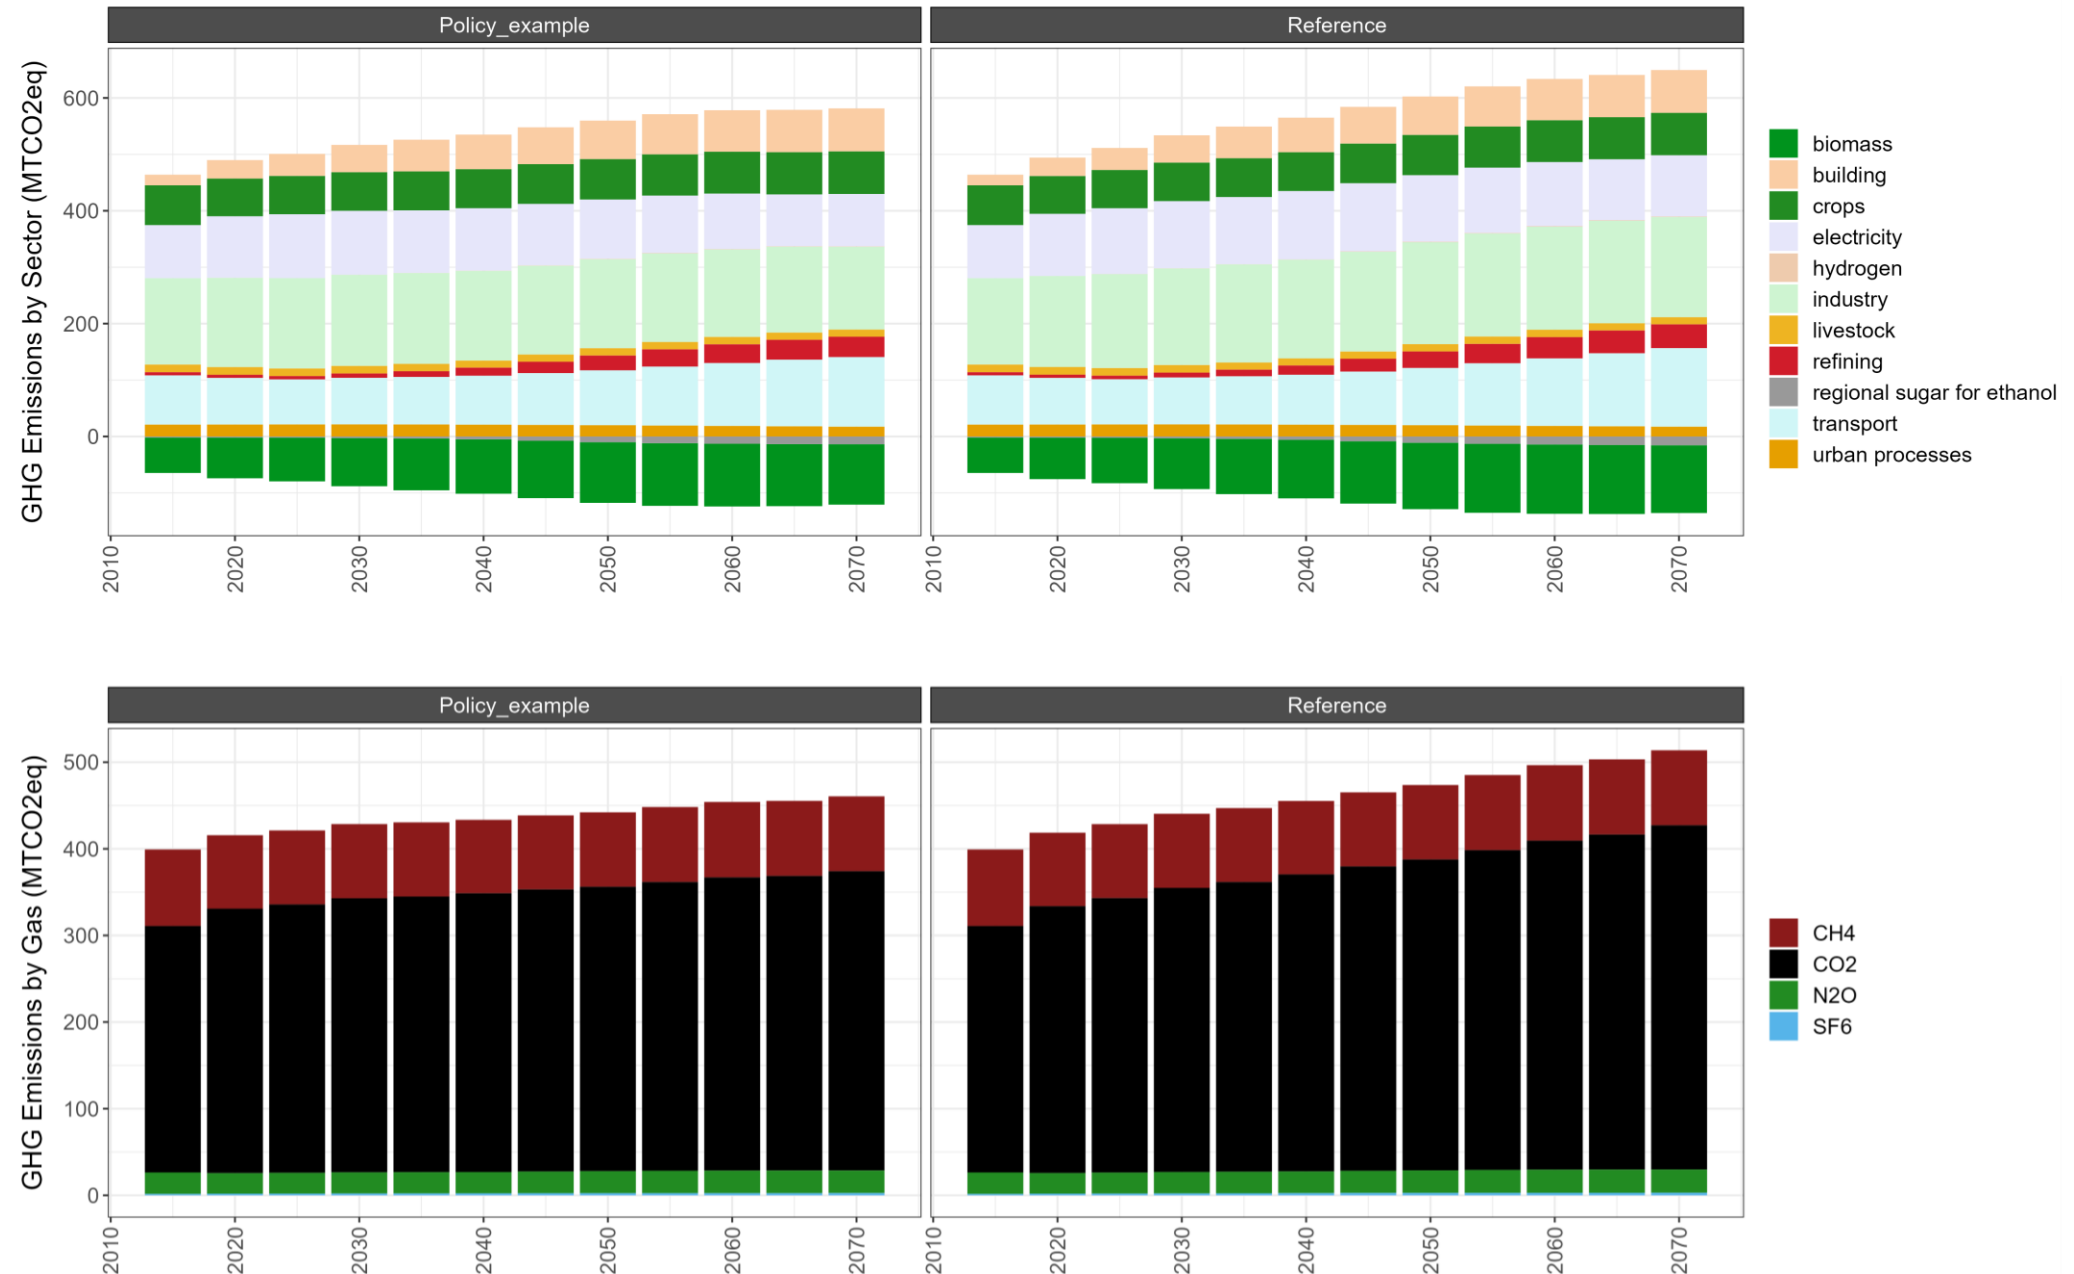 Policy_example
Reference
GHG Emissions by Sector (MTCO2eq)
600
400
200
0
2010
2020
2030
2040
2050
2060
2070
2010
2020
2030
2040
2050
2060
2070
biomass
building
crops
electricity
hydrogen
industry
livestock
refining
regional sugar for ethanol
transport
urban processes
Policy_example
Reference
GHG Emissions by Gas (MTCO2eq)
500
400
300
200
100
0
2010
2020
2030
2040
2050
2060
2070
2010
2020
2030
2040
2050
2060
2070
CH4
CO2
N2O
SF6